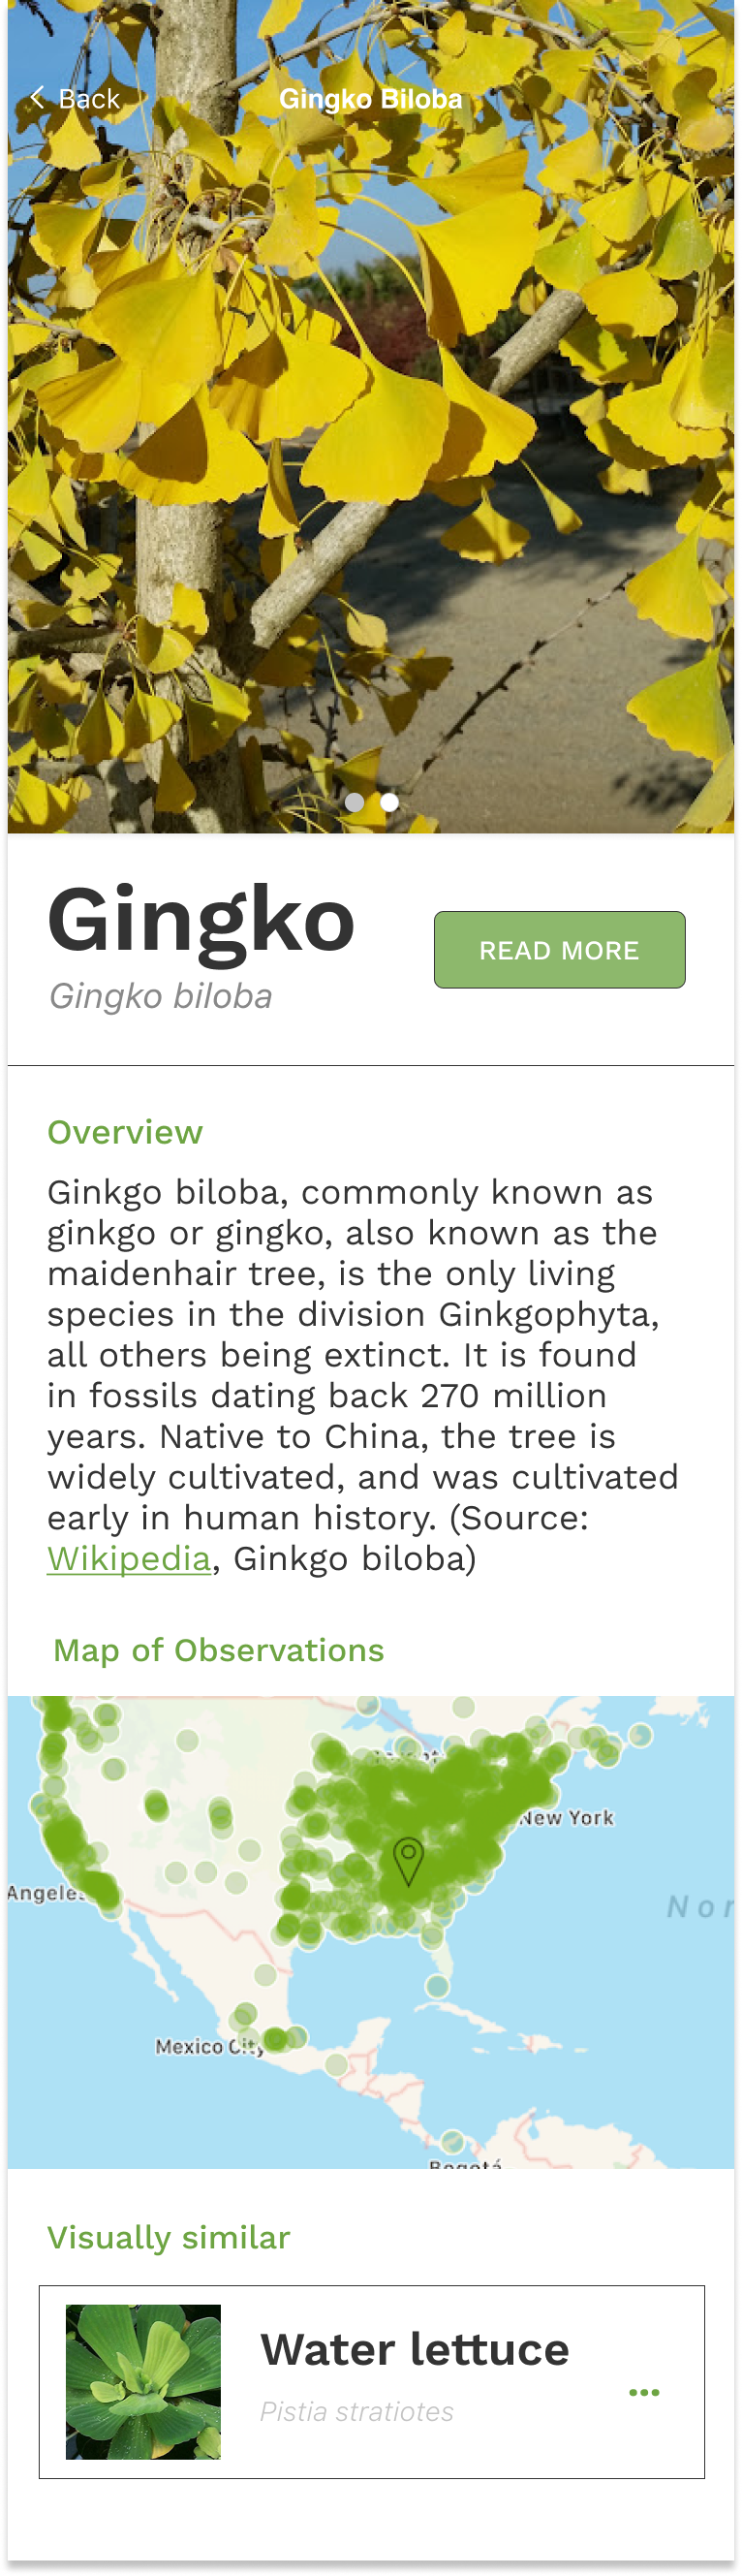 Back
Gingko Biloba
Gingko
Gingko biloba
READ MORE
Overview
Ginkgo biloba, commonly known as
ginkgo or gingko, also known as the
maidenhair tree, is the only living
species in the division Ginkgophyta,
all others being extinct. It is found
in fossils dating back 270 million
years. Native to China, the tree is
widely cultivated, and was cultivated
early in human history. (Source:
Wikipedia, Ginkgo biloba)
Map of Observations
New York
Angeles
Nor
Mexico City
Bogotá
Visually similar
Water lettuce
Pistia stratiotes